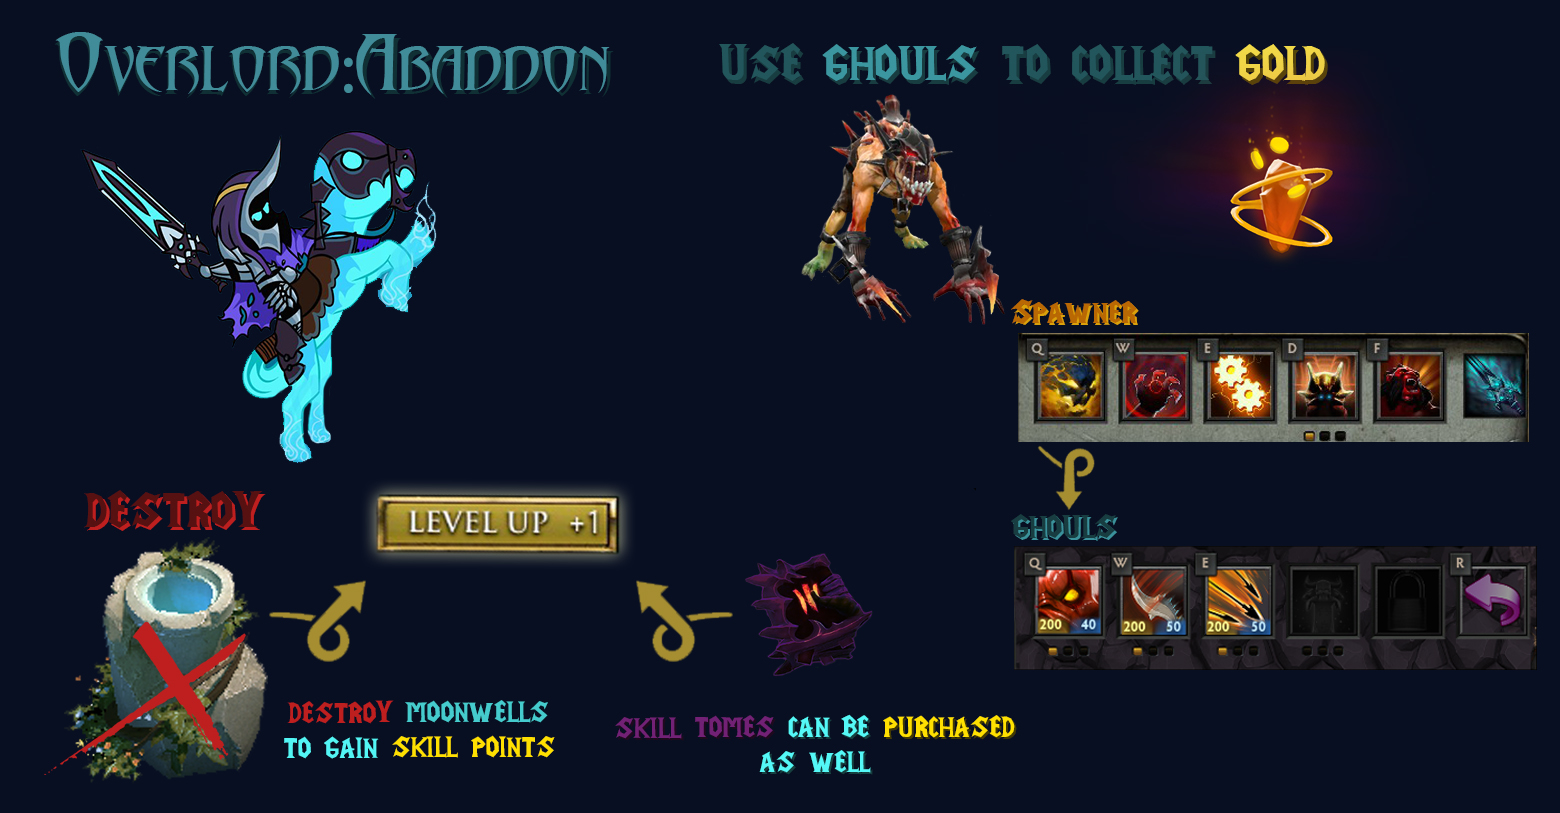 Overlord:Abaddon
USE GHOULS TO COLLECT GOLD
SPAWNER
Q W E D F
GHOULS
Q W E R
200 40 200 50 200 50
DESTROY
LEVEL UP +1
DESTROY MOONWELLS
TO GAIN SKILL POINTS
SKILL TOMES CAN BE PURCHASED
AS WELL